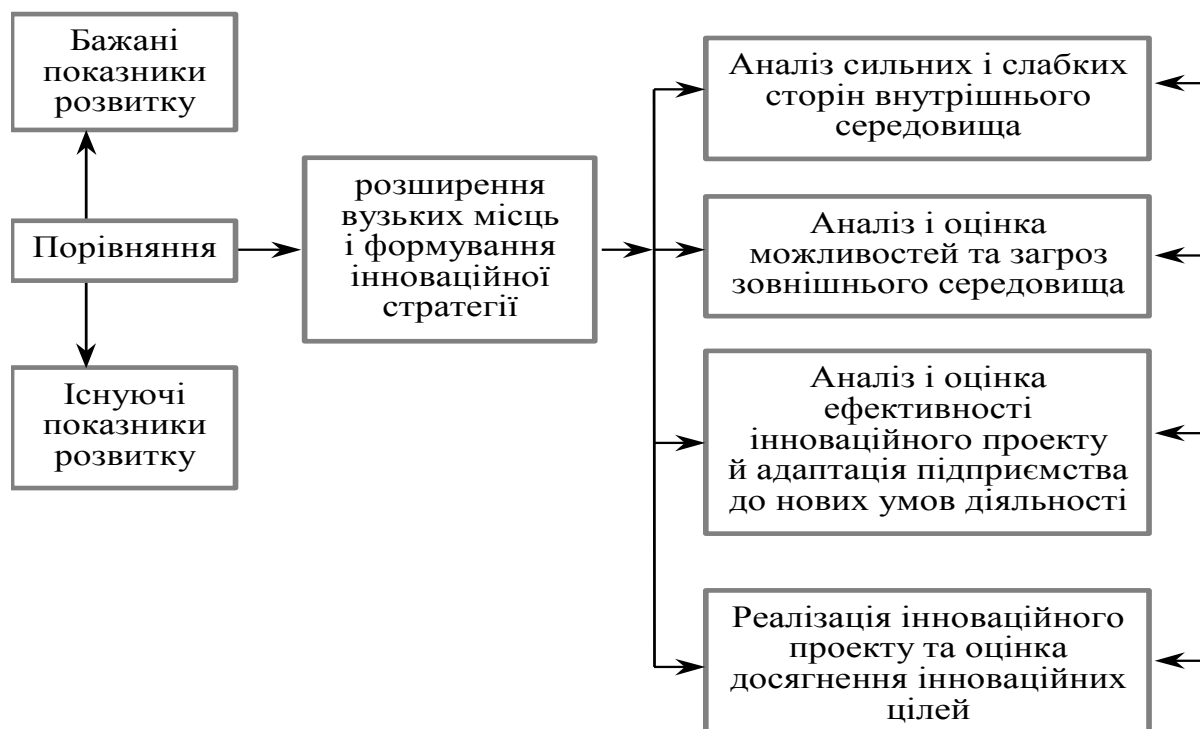 Бажані
показники
розвитку
Порівняння
Існуючі
показники
розвитку
розширення
вузьких місць
і формування
інноваційної
стратегії
Аналіз сильних і слабких
сторін внутрішнього
середовища
Аналіз і оцінка
можливостей та загроз
зовнішнього середовища
Аналіз і оцінка
ефективності
інноваційного проекту
й адаптація підприємства
до нових умов діяльності
Реалізація інноваційного
проекту та оцінка
досягнення інноваційних
цілей